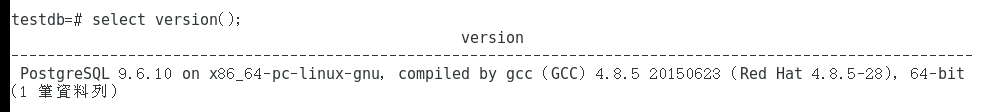 testdb=# select version();
version
--------------------------------------------------------------------------------------------------------
PostgreSQL 9.6.10 on x86_64-pc-linux-gnu, compiled by gcc (GCC) 4.8.5 20150623 (Red Hat 4.8.5-28), 64-bit
(1 筆資料列)